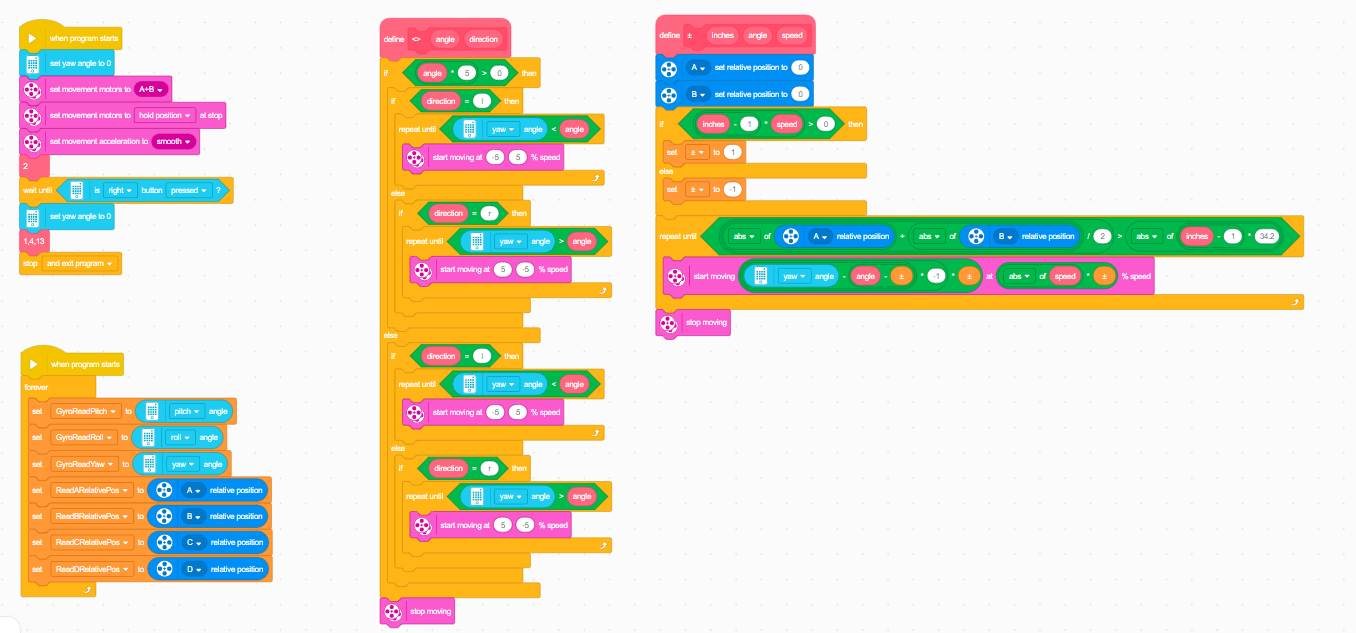 when program starts
set yaw angle to 0
set movement motors to A+B
set movement motors to hold position at stop
set movement acceleration to smooth
2
wait until is right button pressed ?
set yaw angle to 0
1,4,13
stop and exit program
when program starts
forever
set GyroReadPitch to pitch angle
set GyroReadRoll to roll angle
set GyroReadYaw to yaw angle
set ReadARelativePos to A relative position
set ReadBRelativePos to B relative position
set ReadCRelativePos to C relative position
set ReadDRelativePos to D relative position
define <> angle direction
if angle * 5 > 0 then
if direction = l then
repeat until yaw angle < angle
start moving at -5 5 % speed
else
if direction = r then
repeat until yaw angle > angle
start moving at 5 -5 % speed
else
if direction = l then
repeat until yaw angle < angle
start moving at -5 5 % speed
else
if direction = r then
repeat until yaw angle > angle
start moving at 5 -5 % speed
stop moving
define ± inches angle speed
A set relative position to 0
B set relative position to 0
if inches - 1 * speed > 0 then
set ± to 1
else
set ± to -1
repeat until abs of A relative position + abs of B relative position / 2 > abs of inches - 1 * 34.2
start moving yaw angle - angle - ± * -1 * ± at abs of speed * ± % speed
stop moving